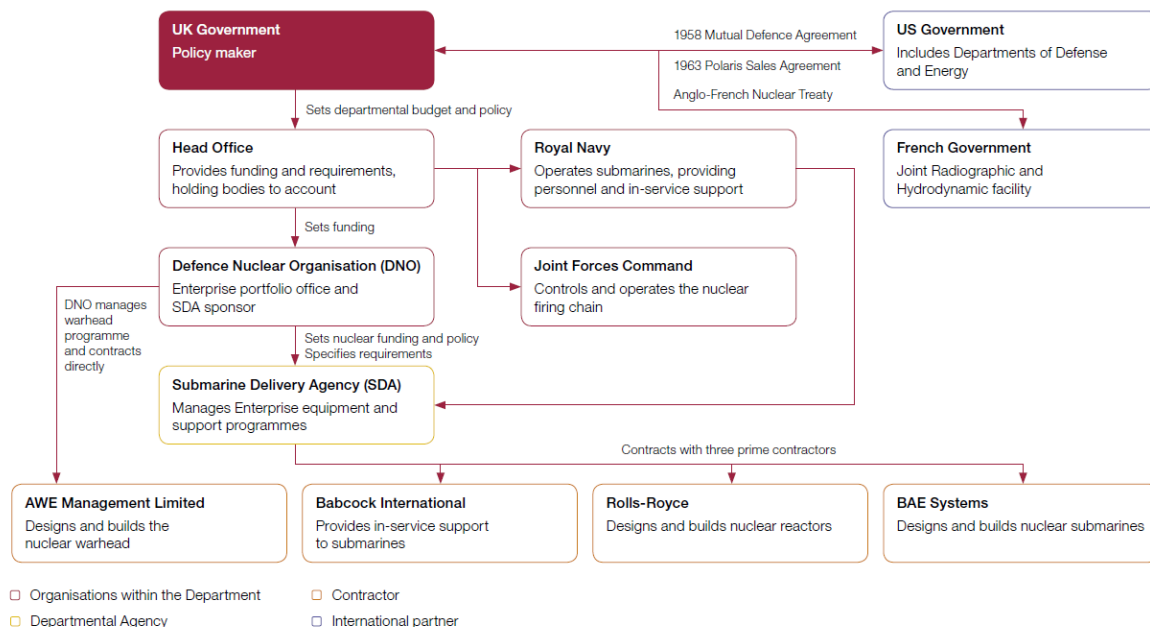 UK Government
Policy maker
1958 Mutual Defence Agreement
1963 Polaris Sales Agreement
Anglo-French Nuclear Treaty
US Government
Includes Departments of Defense
and Energy
Sets departmental budget and policy
Head Office
Provides funding and requirements,
holding bodies to account
Royal Navy
Operates submarines, providing
personnel and in-service support
French Government
Joint Radiographic and
Hydrodynamic facility
Sets funding
Defence Nuclear Organisation (DNO)
Enterprise portfolio office and
SDA sponsor
Joint Forces Command
Controls and operates the nuclear
firing chain
DNO manages
warhead
programme
and contracts
directly
Sets nuclear funding and policy
Specifies requirements
Submarine Delivery Agency (SDA)
Manages Enterprise equipment and
support programmes
Contracts with three prime contractors
AWE Management Limited
Designs and builds the
nuclear warhead
Babcock International
Provides in-service support
to submarines
Rolls-Royce
Designs and builds nuclear reactors
BAE Systems
Designs and builds nuclear submarines
Organisations within the Department
Contractor
Departmental Agency
International partner